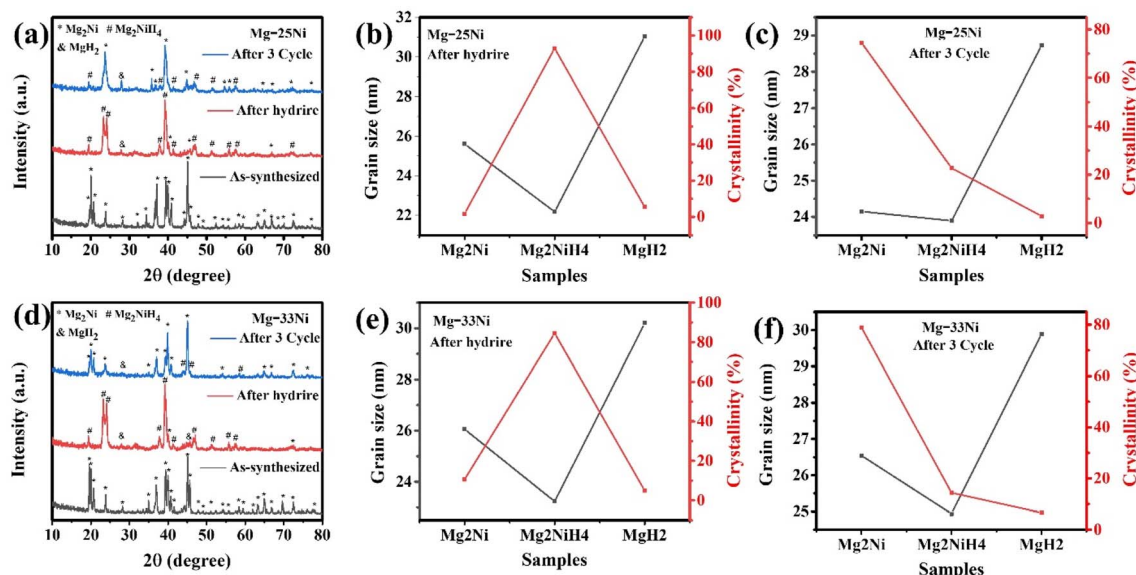 (a)
Mg−25Ni
* Mg₂Ni # Mg₂NiH₄
& MgH₂
After 3 Cycle
After hydrire
As-synthesized
Intensity (a.u.)
10 20 30 40 50 60 70 80
2θ (degree)
(b)
Mg−25Ni
After hydrire
Grain size (nm)
32
30
28
26
24
22
Crystallinity (%)
100
80
60
40
20
0
Mg2Ni Mg2NiH4 MgH2
Samples
(c)
Mg−25Ni
After 3 Cycle
Grain size (nm)
29
28
27
26
25
24
Crystallinity (%)
80
60
40
20
0
Mg2Ni Mg2NiH4 MgH2
Samples
(d)
Mg−33Ni
* Mg₂Ni # Mg₂NiH₄
& MgH₂
After 3 Cycle
After hydrire
As-synthesized
Intensity (a.u.)
10 20 30 40 50 60 70 80
2θ (degree)
(e)
Mg−33Ni
After hydrire
Grain size (nm)
30
28
26
24
23
Crystallinity (%)
100
80
60
40
20
0
Mg2Ni Mg2NiH4 MgH2
Samples
(f)
Mg−33Ni
After 3 Cycle
Grain size (nm)
30
29
28
27
26
25
Crystallinity (%)
80
60
40
20
0
Mg2Ni Mg2NiH4 MgH2
Samples